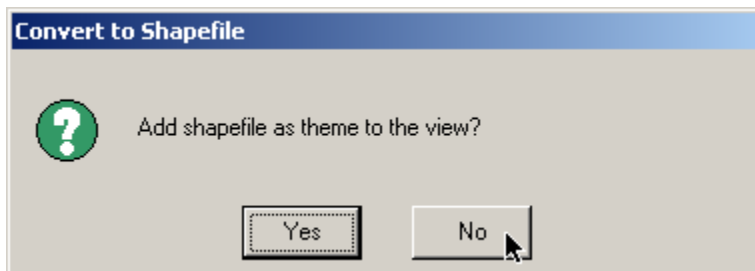 Convert to Shapefile
Add shapefile as theme to the view?
Yes No